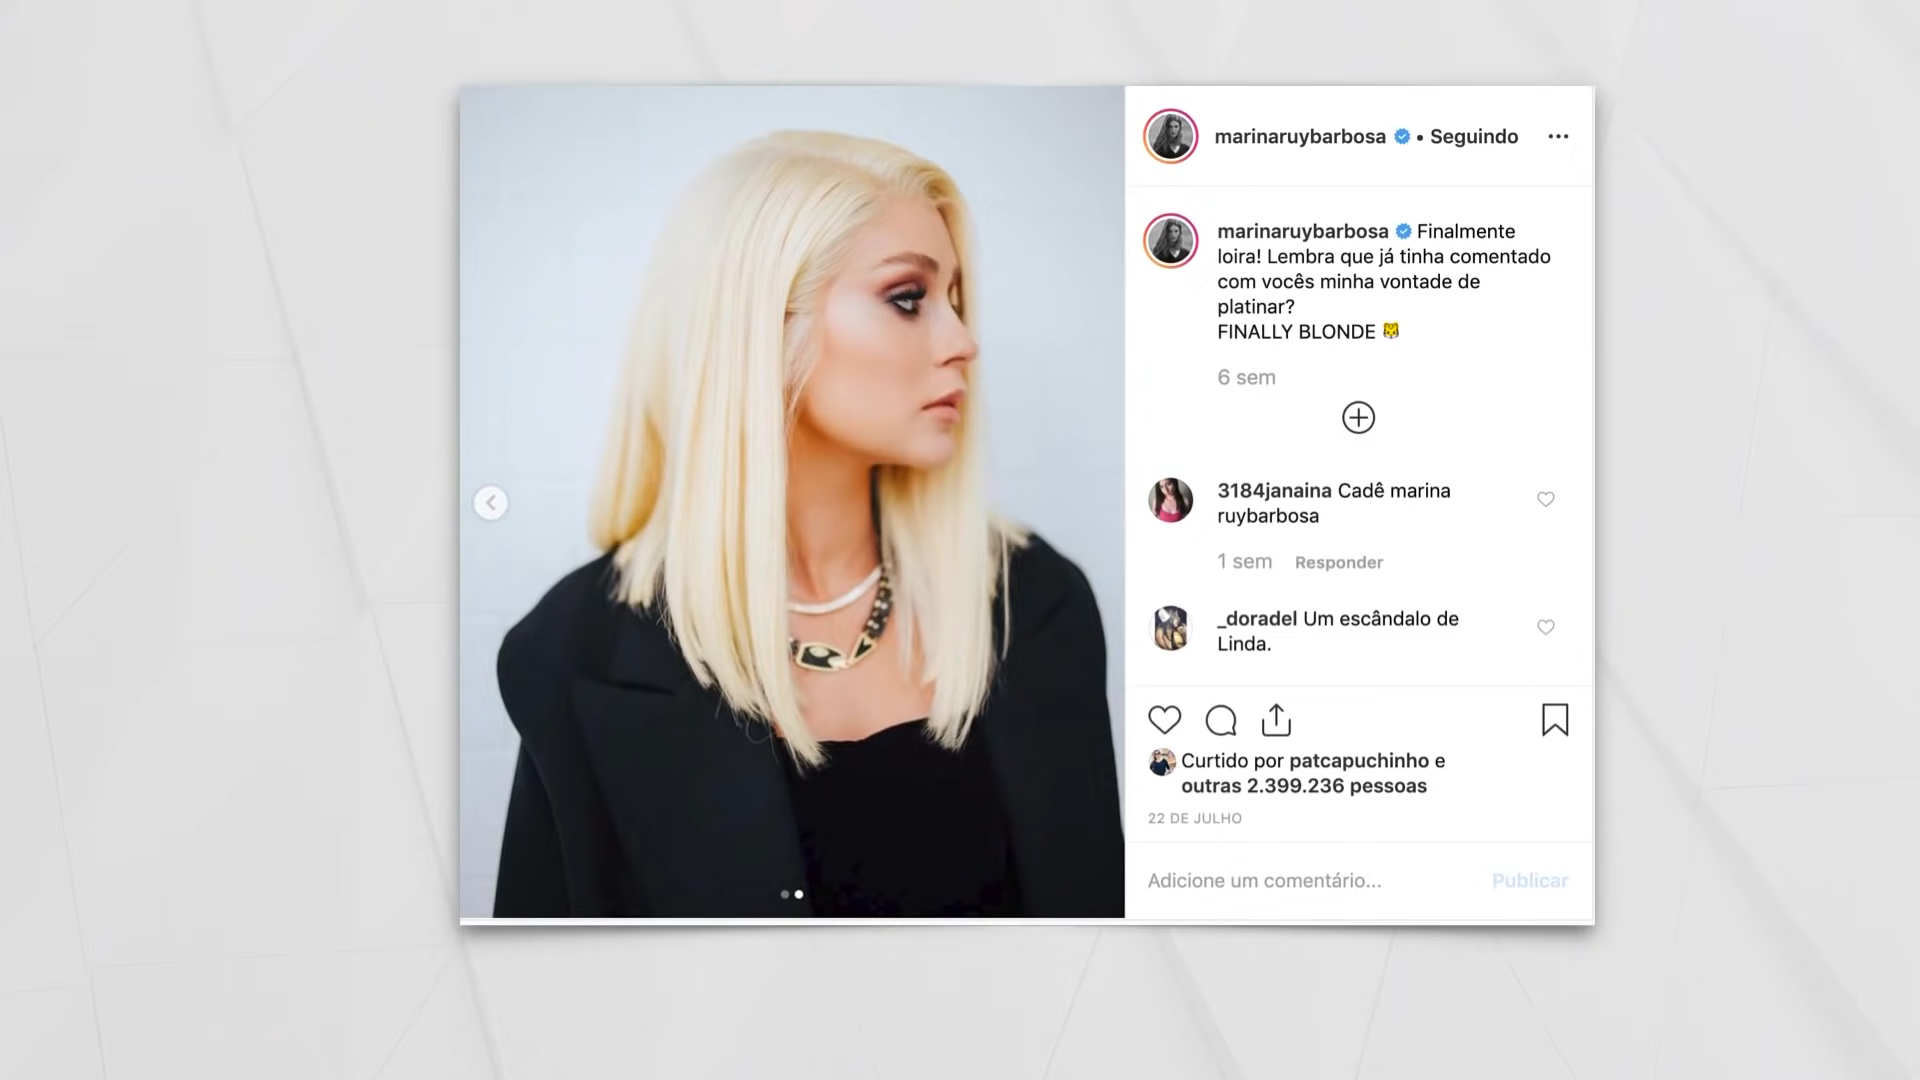 marinaruybarbosa • Seguindo
marinaruybarbosa Finalmente
loira! Lembra que já tinha comentado
com vocês minha vontade de
platinar?
FINALLY BLONDE 🐯
6 sem
3184janaina Cadê marina
ruybarbosa
1 sem Responder
_doradel Um escândalo de
Linda.
Curtido por patcapuchinho e
outras 2.399.236 pessoas
22 DE JULHO
Adicione um comentário... Publicar